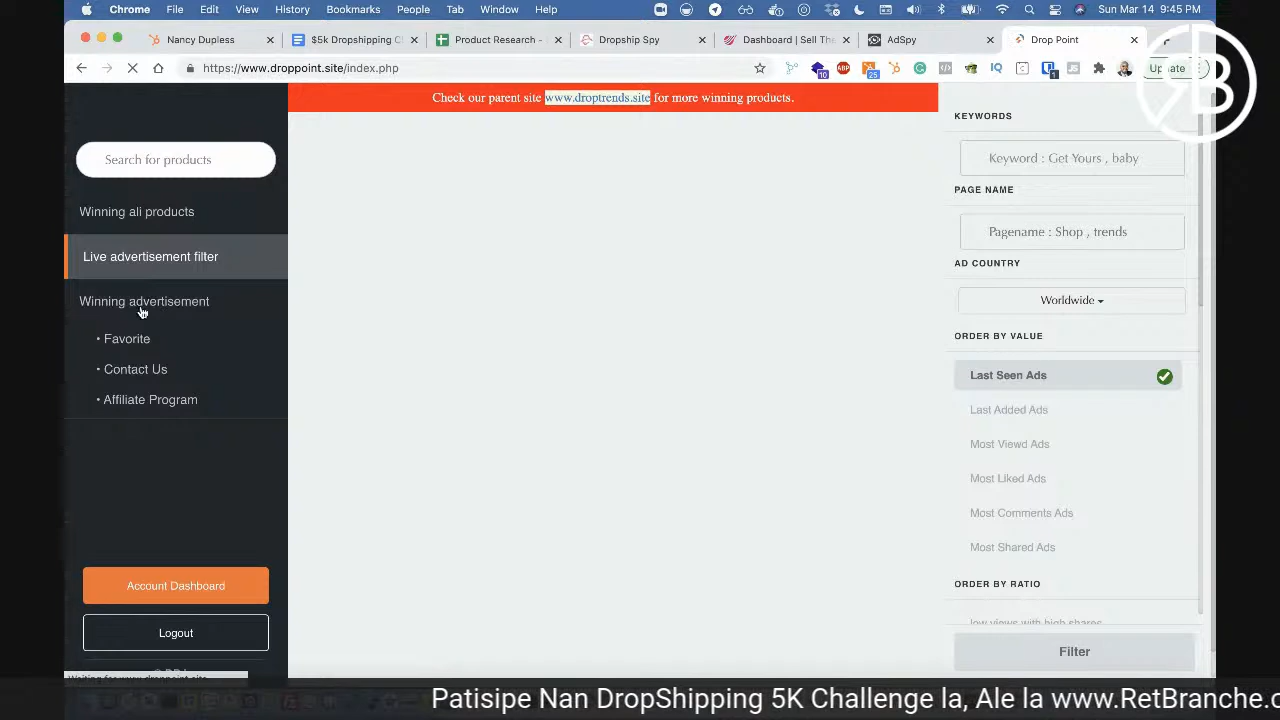 Chrome File Edit View History Bookmarks People Tab Window Help Sun Mar 14 9:45 PM
Nancy Dupless $5k Dropshipping C Product Research - Dropship Spy Dashboard | Sell The AdSpy Drop Point
https://www.droppoint.site/index.php Update
Check our parent site www.droptrends.site for more winning products.
Search for products
Winning ali products
Live advertisement filter
Winning advertisement
• Favorite
• Contact Us
• Affiliate Program
Account Dashboard
Logout
KEYWORDS
Keyword : Get Yours , baby
PAGE NAME
Pagename : Shop , trends
AD COUNTRY
Worldwide
ORDER BY VALUE
Last Seen Ads
Last Added Ads
Most Viewd Ads
Most Liked Ads
Most Comments Ads
Most Shared Ads
ORDER BY RATIO
low views with high shares
Filter
Patisipe Nan DropShipping 5K Challenge la, Ale la www.RetBranche.c